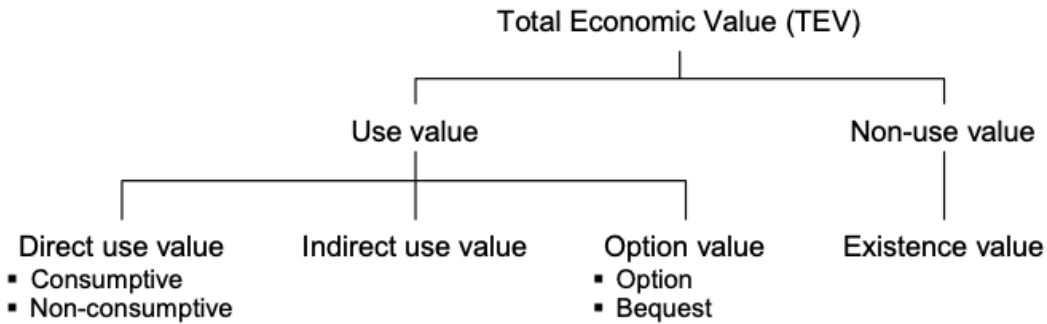 Total Economic Value (TEV)
Use value
Non-use value
Direct use value
▪ Consumptive
▪ Non-consumptive
Indirect use value
Option value
▪ Option
▪ Bequest
Existence value